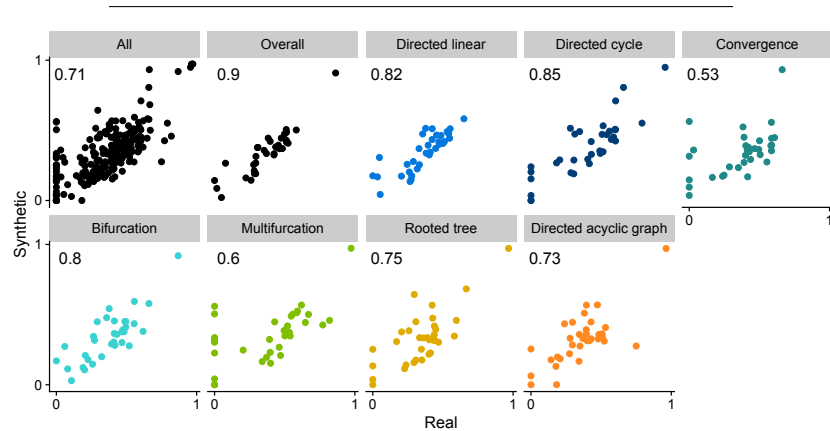 All Overall Directed linear Directed cycle Convergence
1 0.71 0.9 0.82 0.85 0.53
0
0 1
Synthetic
Bifurcation Multifurcation Rooted tree Directed acyclic graph
1 0.8 0.6 0.75 0.73
0
0 1 0 1 0 1 0 1
Real